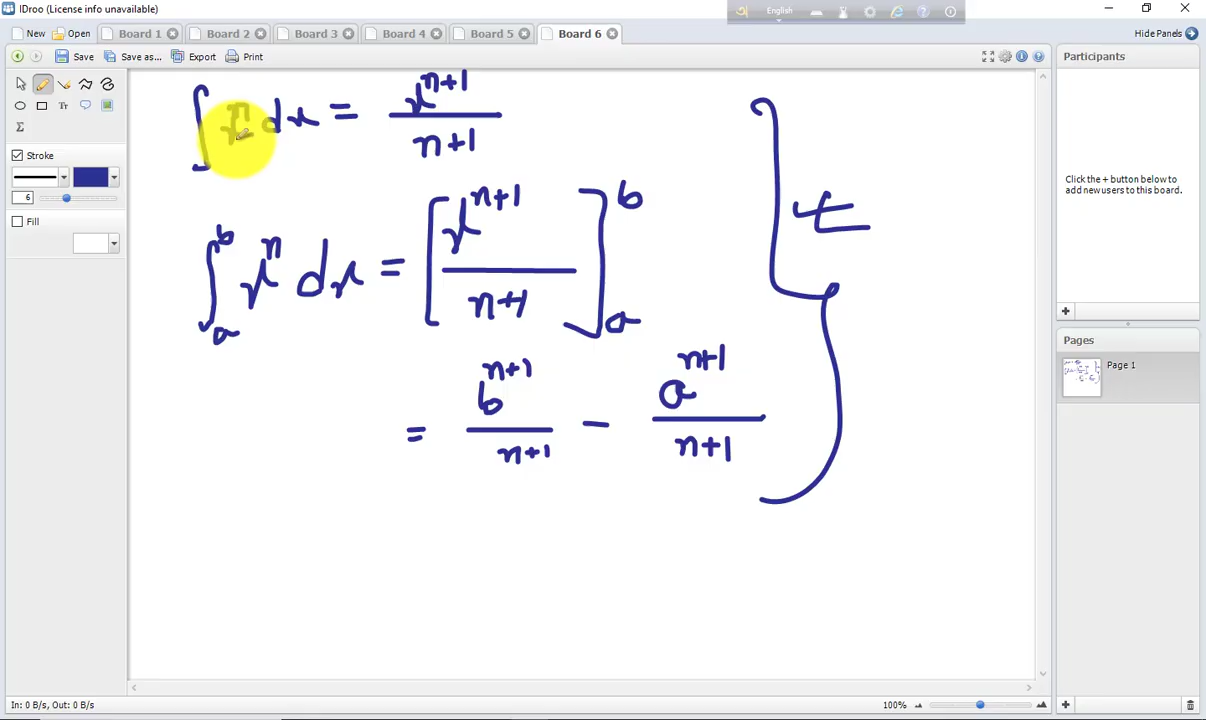 IDroo (License info unavailable)
English
New Open Board 1 Board 2 Board 3 Board 4 Board 5 Board 6 Hide Panels
Save Save as... Export Print
Participants
Click the + button below to add new users to this board.
Tr
Σ
Stroke
6
Fill
∫ x^n dx = x^{n+1} / n+1
∫_a^b x^n dx = [ x^{n+1} / n+1 ]_a^b
= b^{n+1} / n+1 − a^{n+1} / n+1
Pages
Page 1
In: 0 B/s, Out: 0 B/s
100%